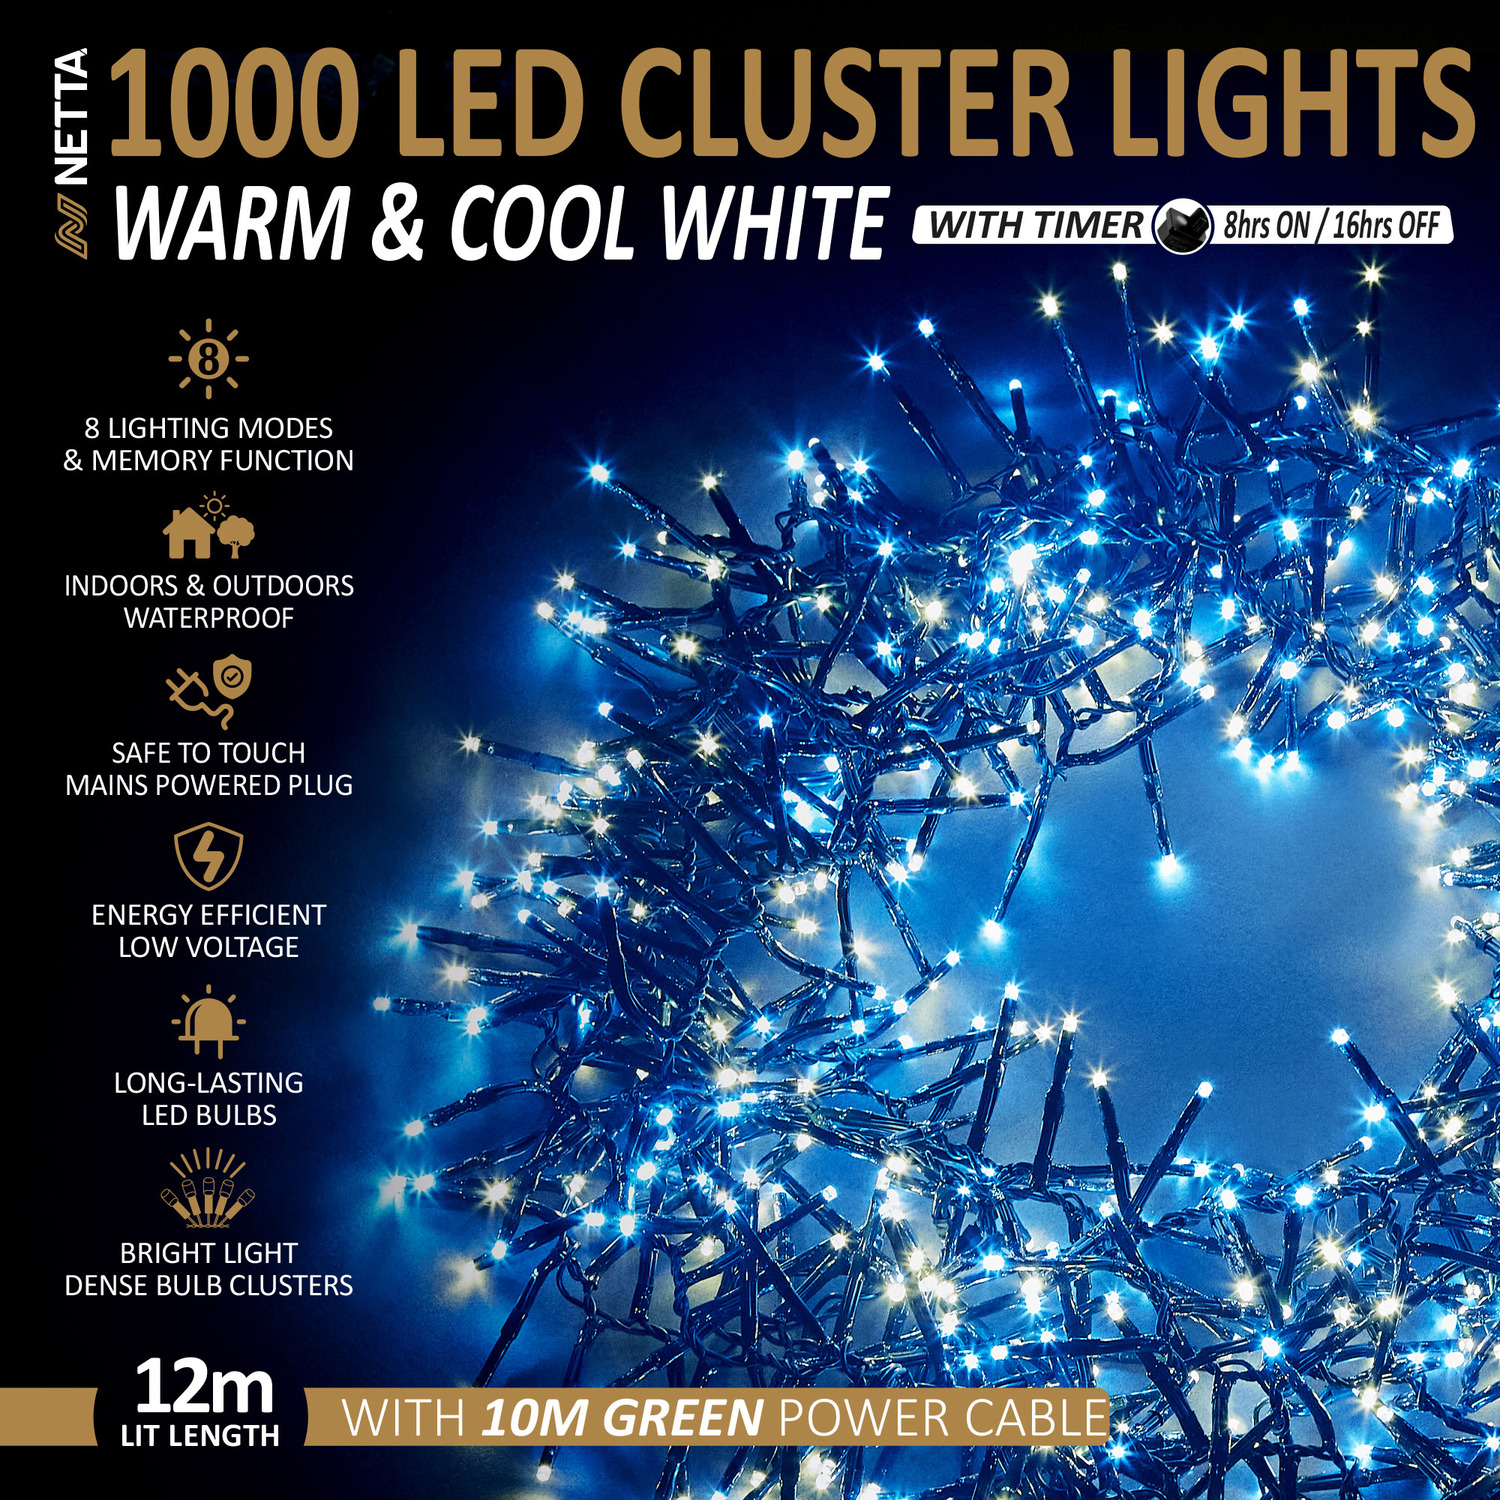 NETTA
1000 LED CLUSTER LIGHTS
WARM & COOL WHITE
WITH TIMER 8hrs ON / 16hrs OFF
8
8 LIGHTING MODES
& MEMORY FUNCTION
INDOORS & OUTDOORS
WATERPROOF
SAFE TO TOUCH
MAINS POWERED PLUG
ENERGY EFFICIENT
LOW VOLTAGE
LONG-LASTING
LED BULBS
BRIGHT LIGHT
DENSE BULB CLUSTERS
12m
LIT LENGTH
WITH 10M GREEN POWER CABLE